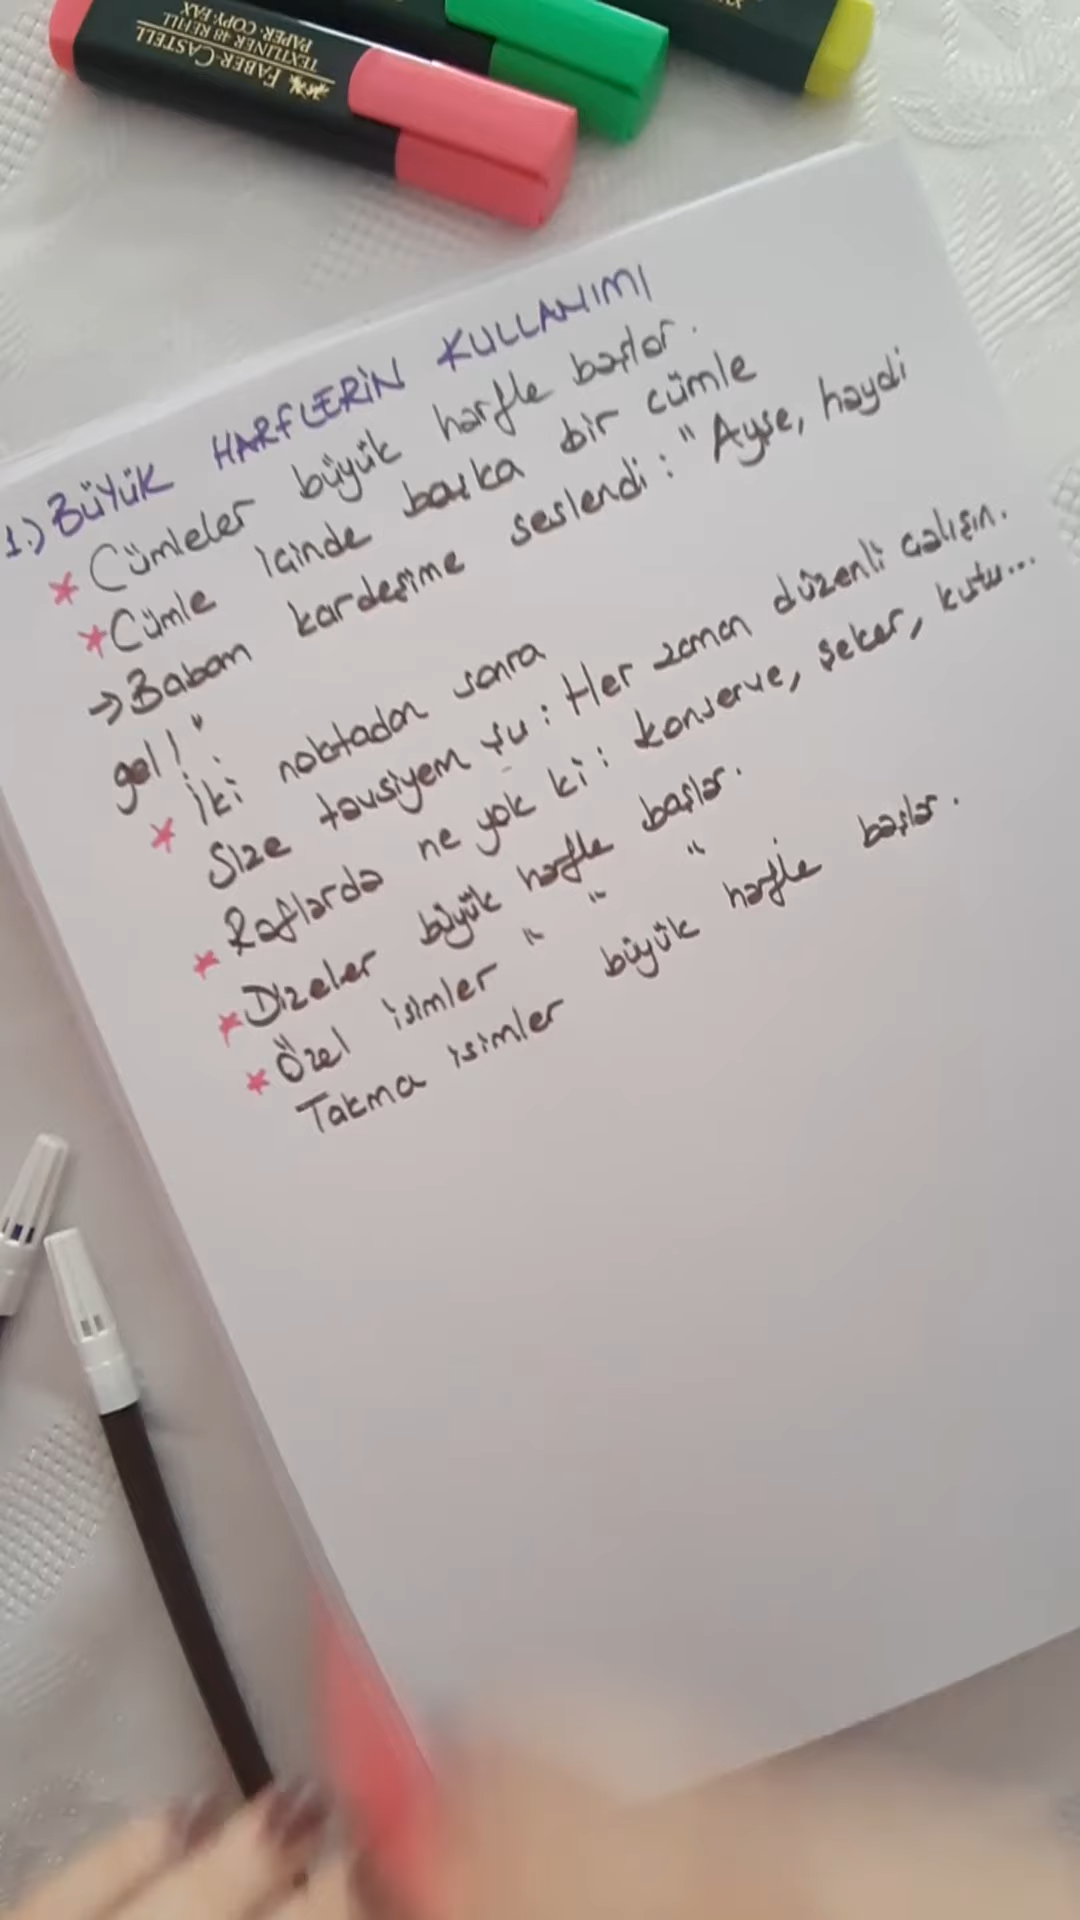 FABER-CASTELL
TEXTLINER 48 REFILL
PAPER·COPY·FAX
1.) BÜYÜK HARFLERİN KULLANIMI
* Cümleler büyük harfle başlar.
* Cümle içinde başka bir cümle
→ Babam kardeşime seslendi: "Ayşe, haydi
gel!"
* İki noktadan sonra
Size tavsiyem şu: Her zaman düzenli çalışın.
Raflarda ne yok ki: konserve, şeker, kutu...
* Dizeler büyük harfle başlar.
* Özel isimler " " "
* Takma isimler büyük harfle başlar.